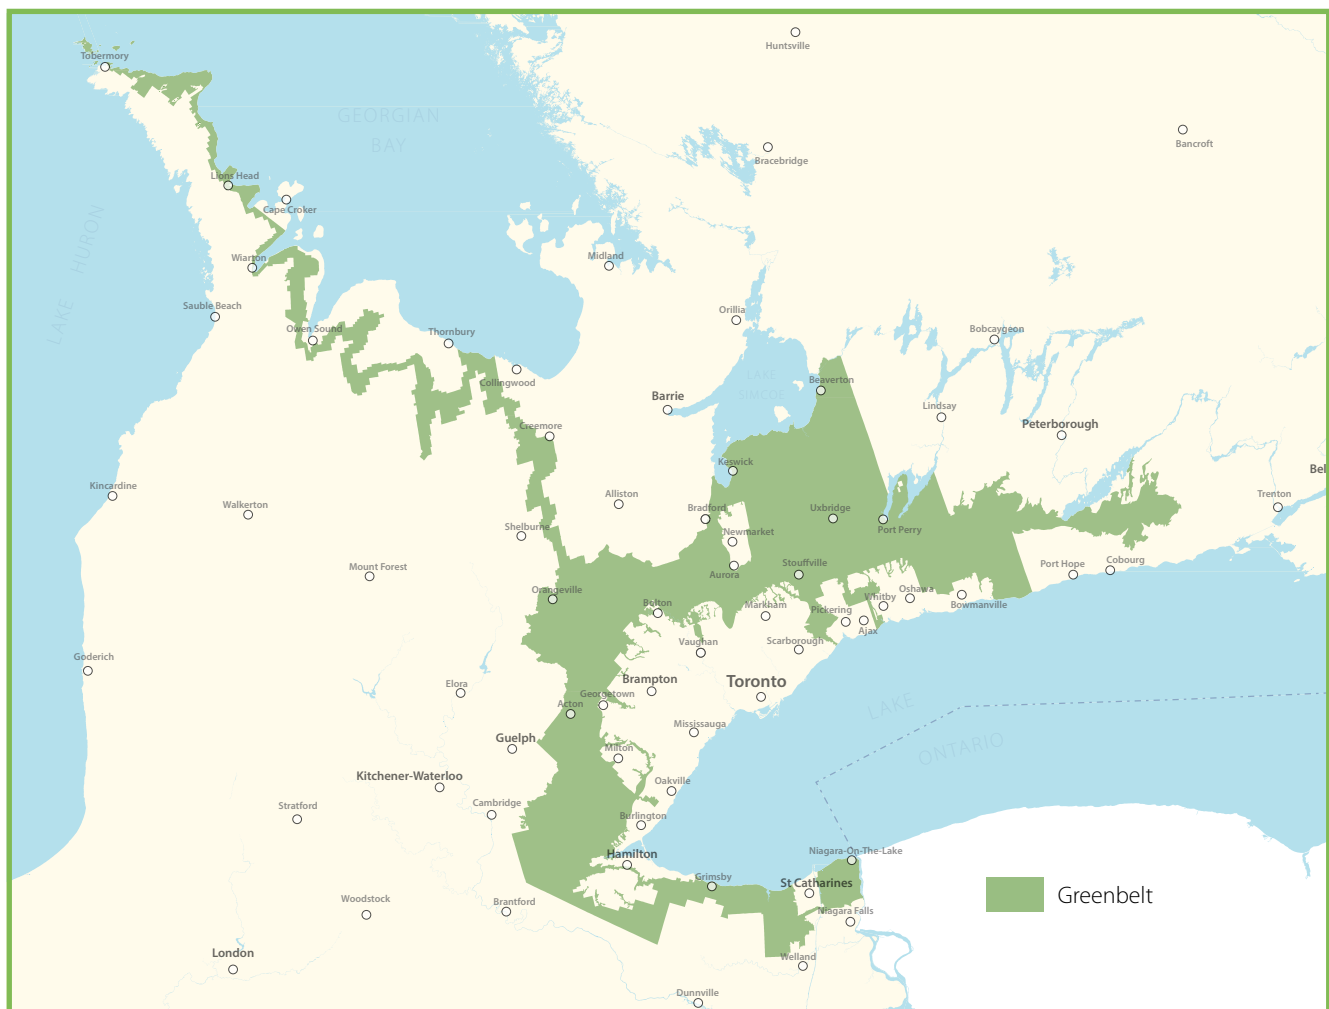 Huntsville
Tobermory
GEORGIAN
BAY
Bancroft
Bracebridge
Lions Head
Cape Croker
LAKE HURON
Wiarton
Midland
Sauble Beach
Orillia
Owen Sound
Thornbury
Bobcaygeon
LAKE
SIMCOE
Collingwood
Beaverton
Barrie
Lindsay
Creemore
Peterborough
Keswick
Bel
Kincardine
Trenton
Walkerton
Alliston
Bradford
Uxbridge
Shelburne
Newmarket
Port Perry
Mount Forest
Stouffville
Aurora
Port Hope
Cobourg
Orangeville
Bolton
Markham
Pickering
Whitby
Oshawa
Bowmanville
Ajax
Vaughan
Scarborough
Goderich
Elora
Brampton
Toronto
Georgetown
Acton
LAKE
ONTARIO
Mississauga
Guelph
Milton
Kitchener-Waterloo
Oakville
Stratford
Cambridge
Burlington
Hamilton
Niagara-On-The-Lake
Grimsby
St Catharines
Greenbelt
Woodstock
Brantford
Niagara Falls
London
Welland
Dunnville